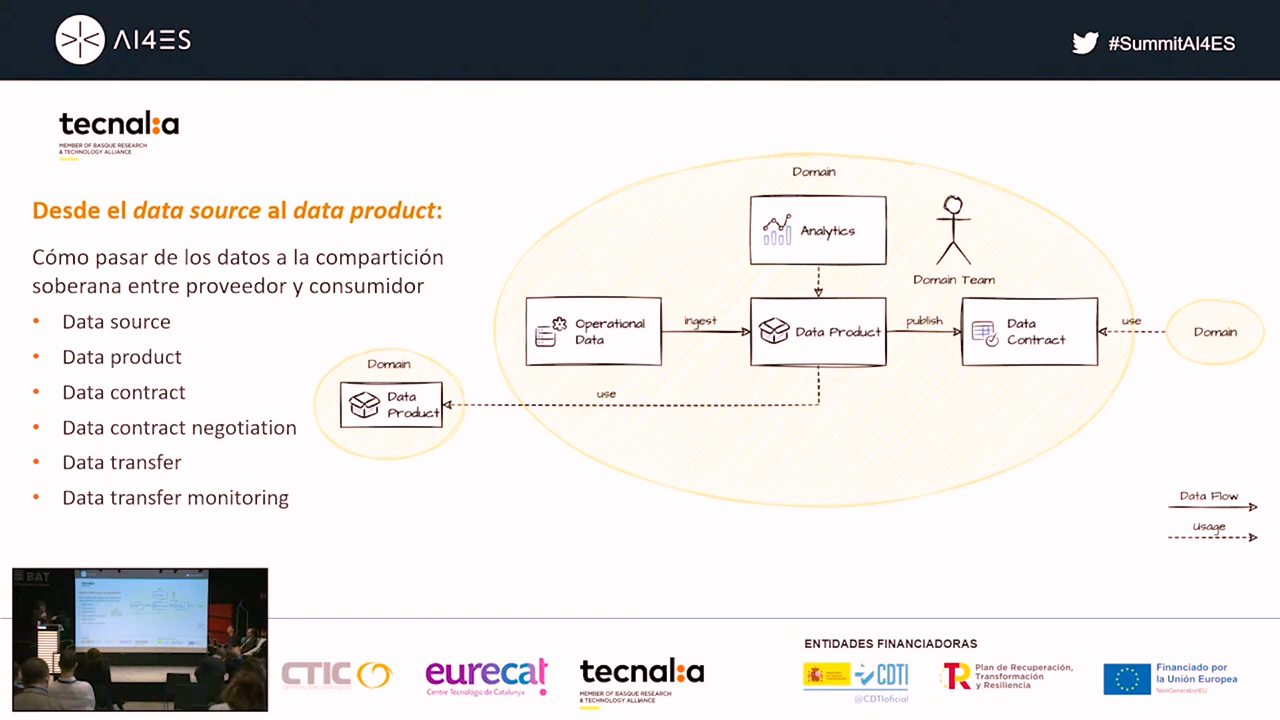 AI4ES
#SummitAI4ES
tecnal:a
MEMBER OF BASQUE RESEARCH
& TECHNOLOGY ALLIANCE
Desde el data source al data product:
Cómo pasar de los datos a la compartición
soberana entre proveedor y consumidor
• Data source
• Data product
• Data contract
• Data contract negotiation
• Data transfer
• Data transfer monitoring
Domain
Analytics
Domain Team
Operational
Data
ingest
Data Product
publish
Data
Contract
use
Domain
Domain
Data
Product
use
Data Flow
Usage
BAT
ENTIDADES FINANCIADORAS
CTIC
centro tecnológico
eurecat
Centre Tecnològic de Catalunya
tecnal:a
MEMBER OF BASQUE RESEARCH
& TECHNOLOGY ALLIANCE
CDTI
@CDTIoficial
Plan de Recuperación,
Transformación
y Resiliencia
Financiado por
la Unión Europea
NextGenerationEU